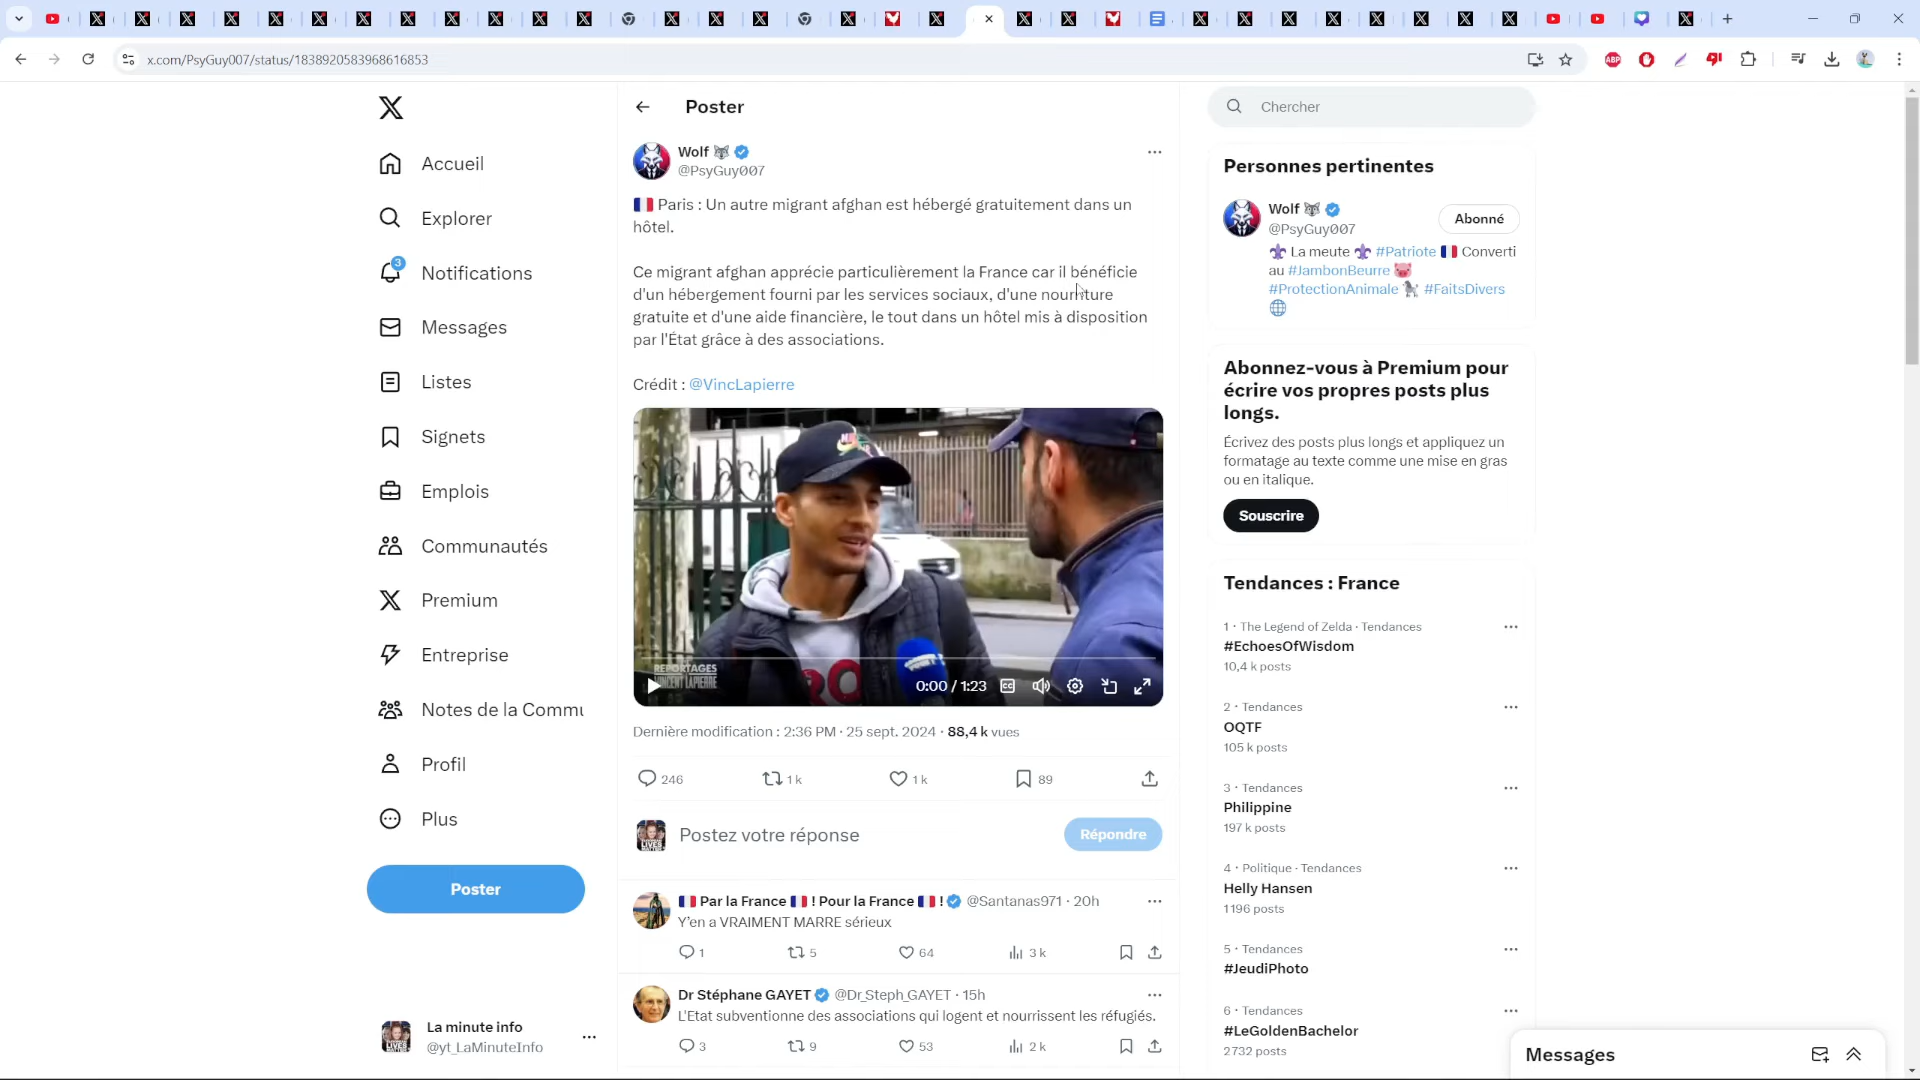 x.com/PsyGuy007/status/1838920583968616853
ABP
Accueil
Explorer
3
Notifications
Messages
Listes
Signets
Emplois
Communautés
Premium
Entreprise
Notes de la Commu
Profil
Plus
Poster
La minute info
@yt_LaMinuteInfo
Poster
Wolf
@PsyGuy007
Paris : Un autre migrant afghan est hébergé gratuitement dans un
hôtel.
Ce migrant afghan apprécie particulièrement la France car il bénéficie
d'un hébergement fourni par les services sociaux, d'une nourriture
gratuite et d'une aide financière, le tout dans un hôtel mis à disposition
par l'État grâce à des associations.
Crédit : @VincLapierre
REPORTAGES
VINCENT LAPIERRE
0:00 / 1:23
Dernière modification : 2:36 PM · 25 sept. 2024 · 88,4 k vues
246
1 k
1 k
89
Postez votre réponse
Répondre
Par la France ! Pour la France ! @Santanas971 · 20h
Y'en a VRAIMENT MARRE sérieux
1
5
64
3 k
Dr Stéphane GAYET @Dr_Steph_GAYET · 15h
L'Etat subventionne des associations qui logent et nourrissent les réfugiés.
3
9
53
2 k
Chercher
Personnes pertinentes
Wolf
@PsyGuy007
Abonné
La meute #Patriote Converti
au #JambonBeurre
#ProtectionAnimale #FaitsDivers
Abonnez-vous à Premium pour
écrire vos propres posts plus
longs.
Écrivez des posts plus longs et appliquez un
formatage au texte comme une mise en gras
ou en italique.
Souscrire
Tendances : France
1 · The Legend of Zelda · Tendances
#EchoesOfWisdom
10,4 k posts
2 · Tendances
OQTF
105 k posts
3 · Tendances
Philippine
197 k posts
4 · Politique · Tendances
Helly Hansen
1 196 posts
5 · Tendances
#JeudiPhoto
6 · Tendances
#LeGoldenBachelor
2 732 posts
Messages